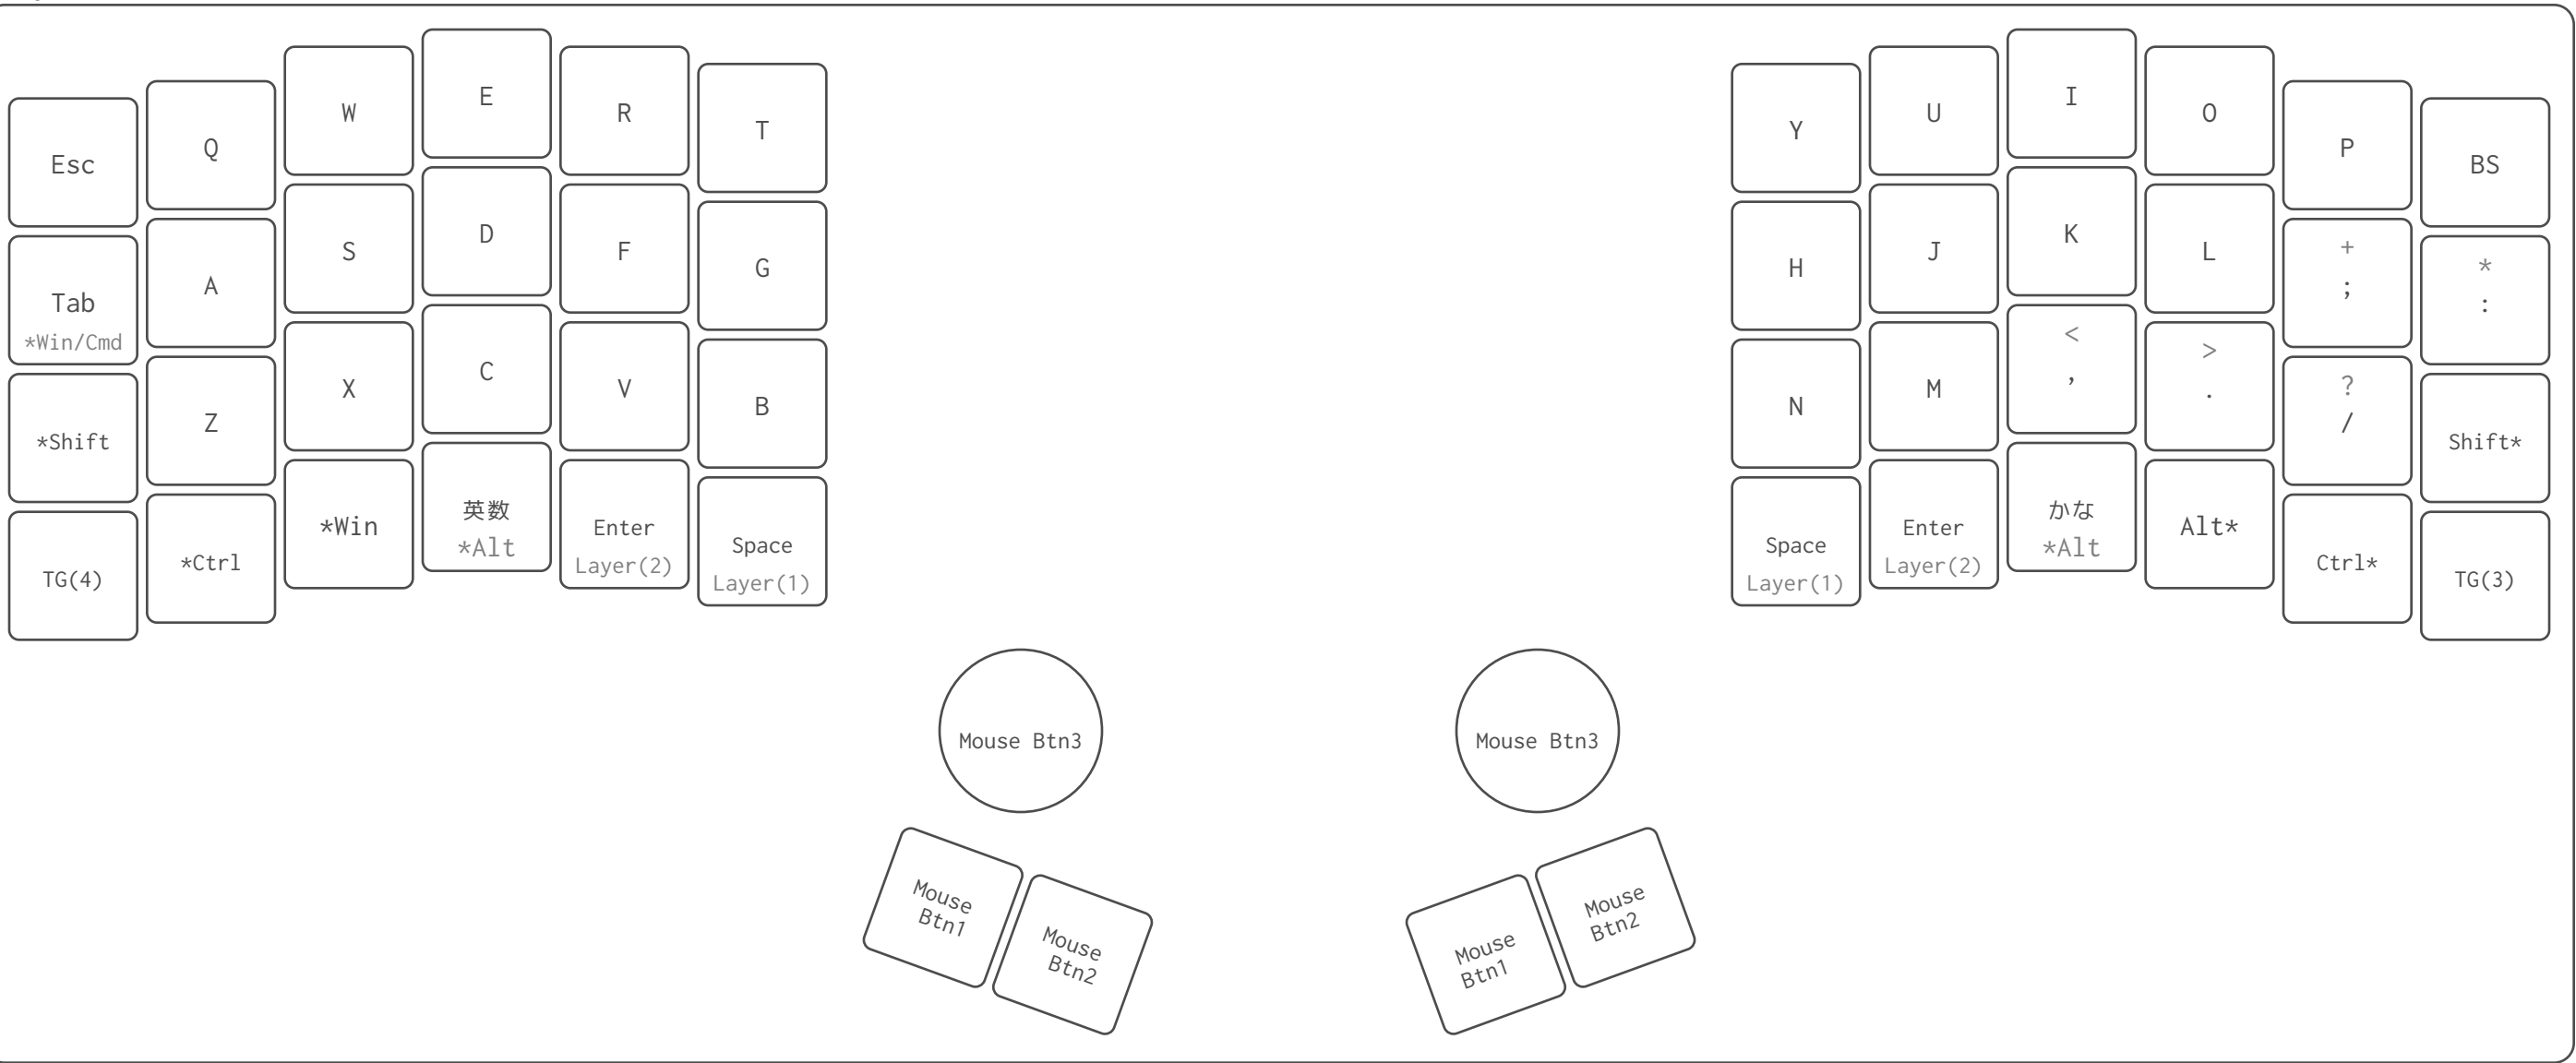 Esc
Q
W
E
R
T
Y
U
I
O
P
BS
Tab
*Win/Cmd
A
S
D
F
G
H
J
K
L
+
;
*
:
*Shift
Z
X
C
V
B
N
M
<
,
>
.
?
/
Shift*
TG(4)
*Ctrl
*Win
英数
*Alt
Enter
Layer(2)
Space
Layer(1)
Space
Layer(1)
Enter
Layer(2)
かな
*Alt
Alt*
Ctrl*
TG(3)
Mouse Btn3
Mouse Btn3
Mouse
Btn1
Mouse
Btn2
Mouse
Btn1
Mouse
Btn2